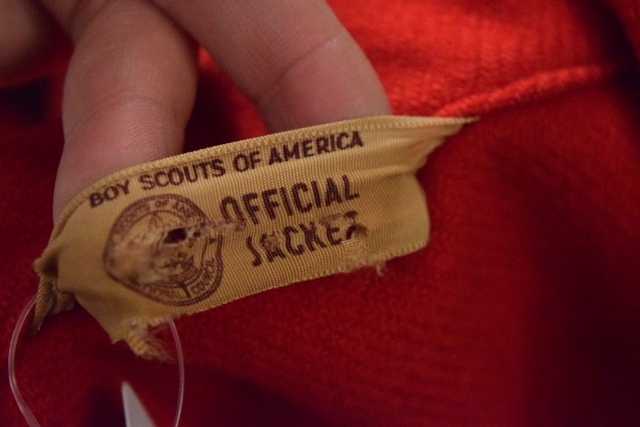 BOY SCOUTS OF AMERICA
OFFICIAL
JACKET